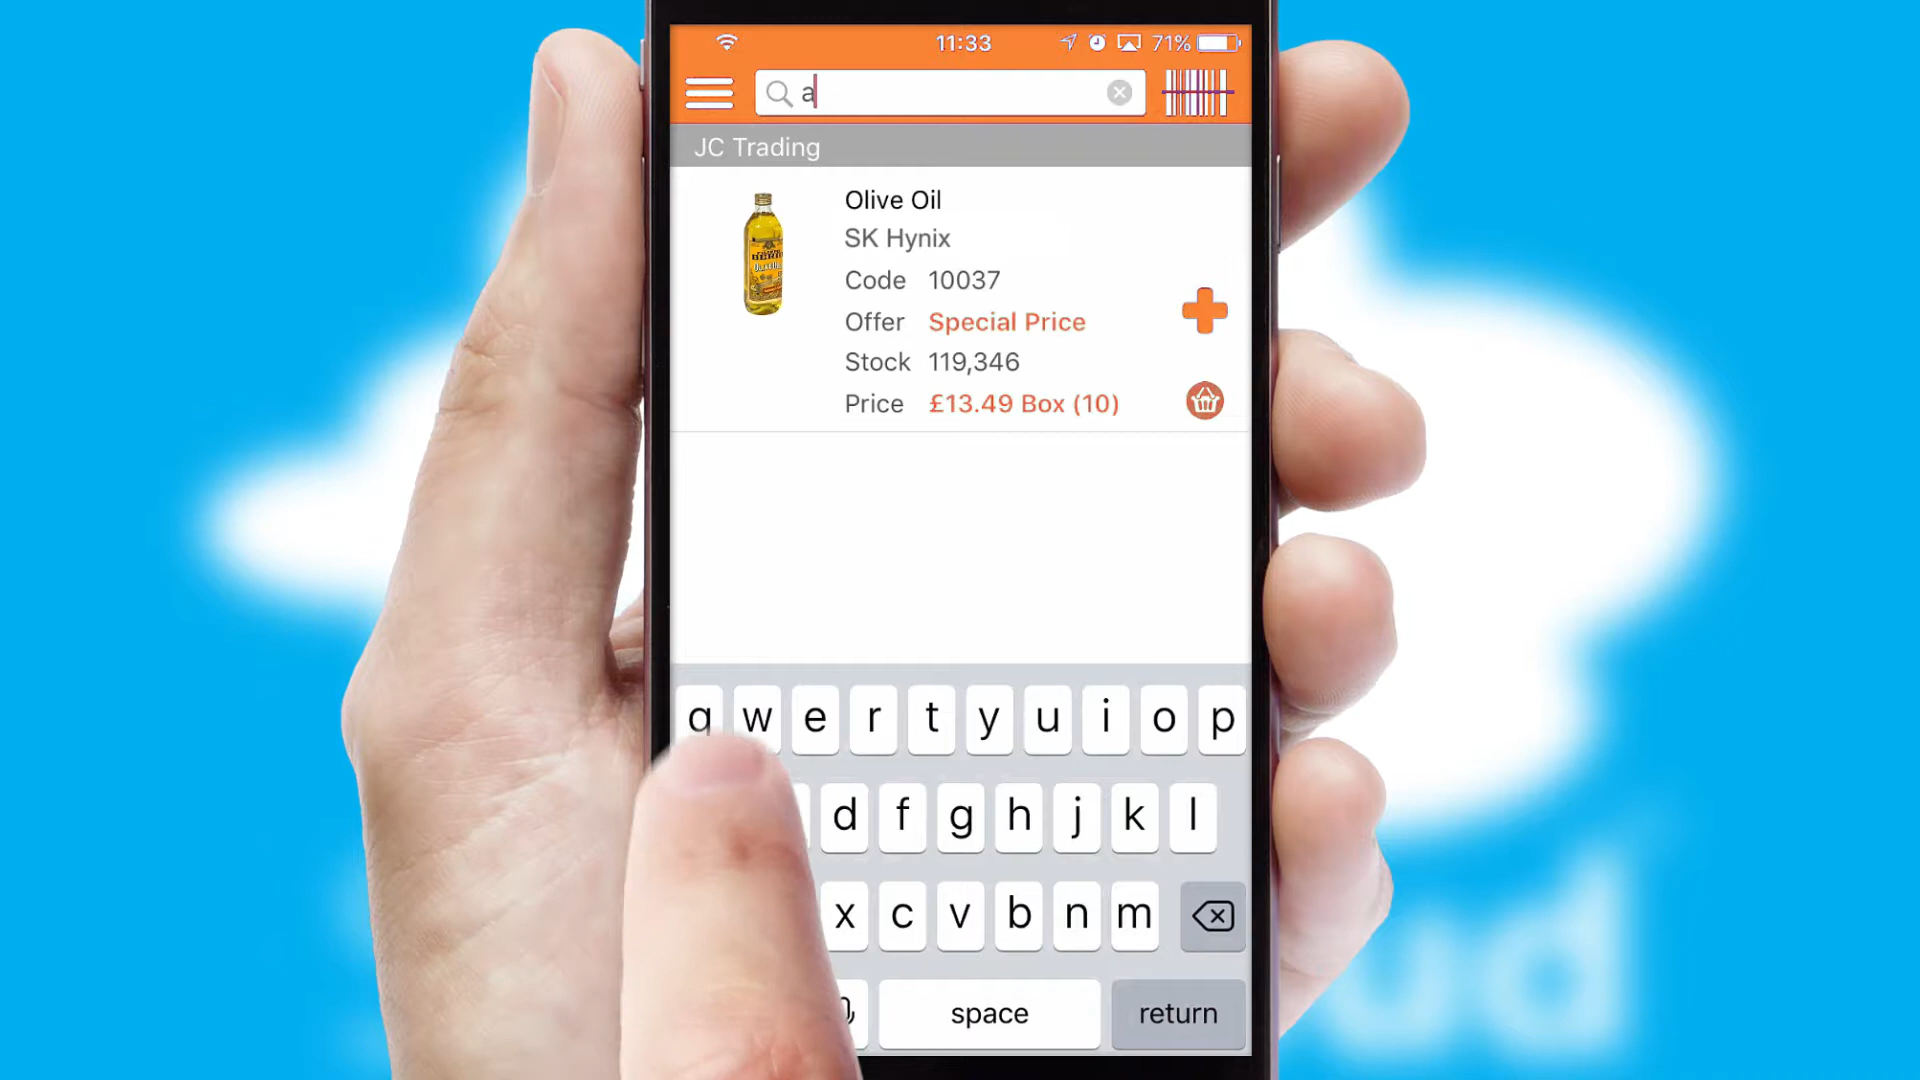 11:33
71%
a
JC Trading
Olive Oil
SK Hynix
Code 10037
Offer Special Price
Stock 119,346
Price £13.49 Box (10)
q w e r t y u i o p
d f g h j k l
x c v b n m
space return